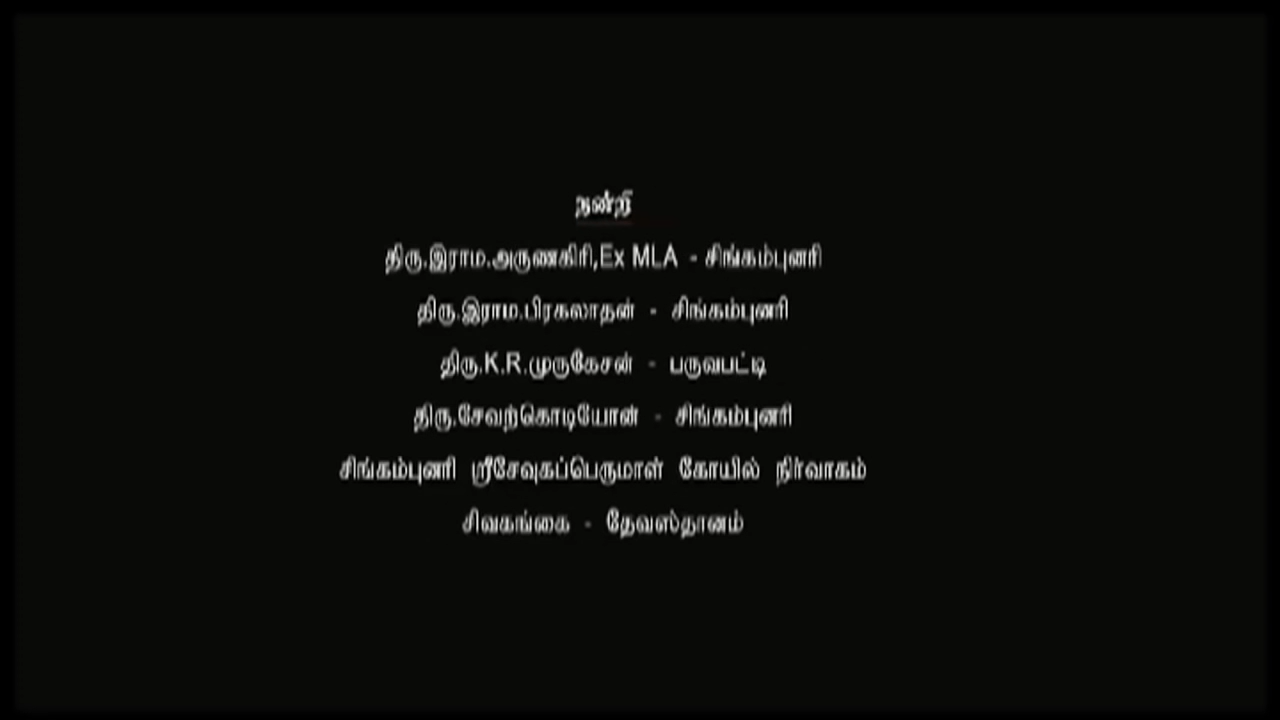 நன்றி
திரு.இராம.அருணகிரி,Ex MLA - சிங்கம்புணரி
திரு.இராம.பிரகலாதன் - சிங்கம்புணரி
திரு.K.R.முருகேசன் - பருவபட்டி
திரு.சேவற்கொடியோன் - சிங்கம்புணரி
சிங்கம்புணரி ஸ்ரீசேவுகப்பெருமாள் கோயில் நிர்வாகம்
சிவகங்கை - தேவஸ்தானம்